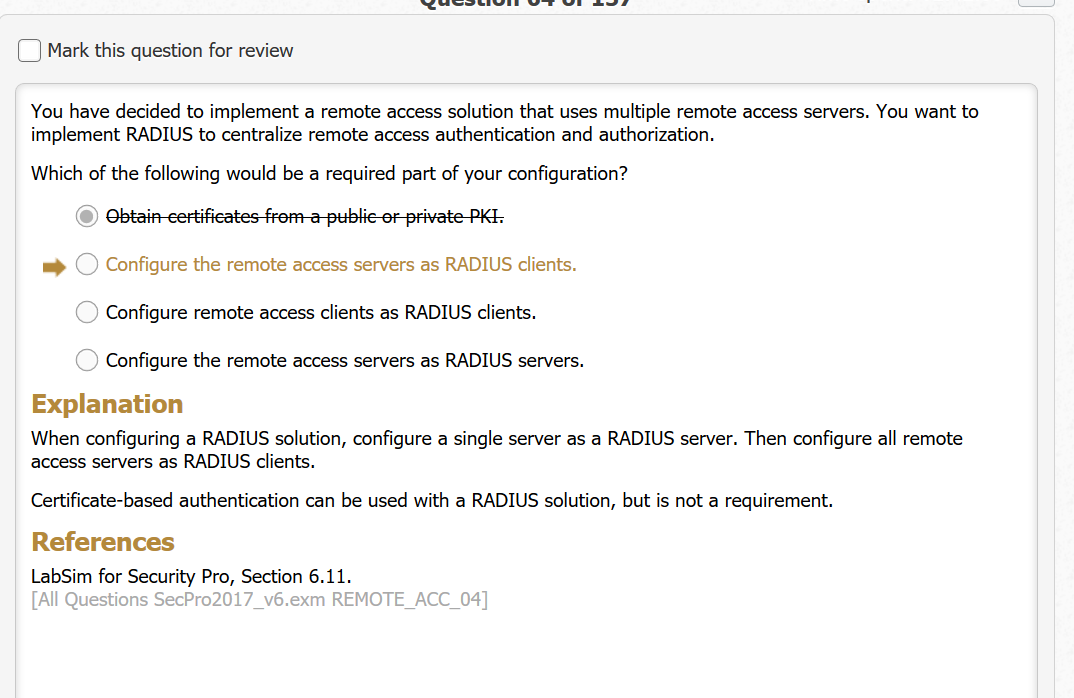 Mark this question for review
You have decided to implement a remote access solution that uses multiple remote access servers. You want to
implement RADIUS to centralize remote access authentication and authorization.
Which of the following would be a required part of your configuration?
Obtain certificates from a public or private PKI.
Configure the remote access servers as RADIUS clients.
Configure remote access clients as RADIUS clients.
Configure the remote access servers as RADIUS servers.
Explanation
When configuring a RADIUS solution, configure a single server as a RADIUS server. Then configure all remote
access servers as RADIUS clients.
Certificate-based authentication can be used with a RADIUS solution, but is not a requirement.
References
LabSim for Security Pro, Section 6.11.
[All Questions SecPro2017_v6.exm REMOTE_ACC_04]